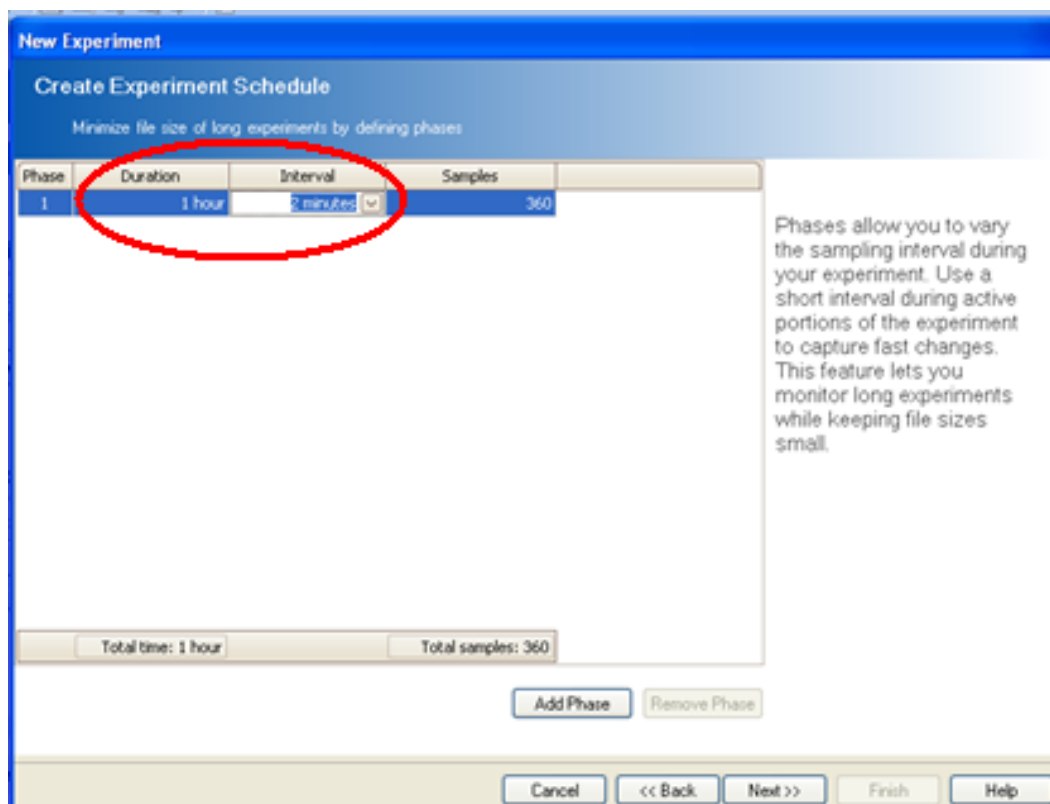 New Experiment
Create Experiment Schedule
Minimize file size of long experiments by defining phases
Phase Duration Interval Samples
1 1 hour 2 minutes 360
Phases allow you to vary
the sampling interval during
your experiment. Use a
short interval during active
portions of the experiment
to capture fast changes.
This feature lets you
monitor long experiments
while keeping file sizes
small.
Total time: 1 hour Total samples: 360
Add Phase Remove Phase
Cancel << Back Next >> Finish Help